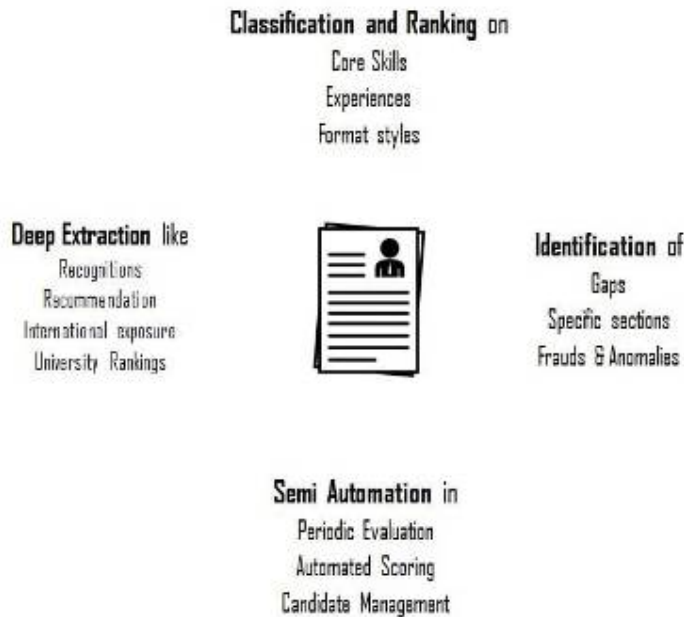 Classification and Ranking on
Core Skills
Experiences
Format styles
Deep Extraction like
Recognitions
Recommendation
International exposure
University Rankings
Identification of
Gaps
Specific sections
Frauds & Anomalies
Semi Automation in
Periodic Evaluation
Automated Scoring
Candidate Management